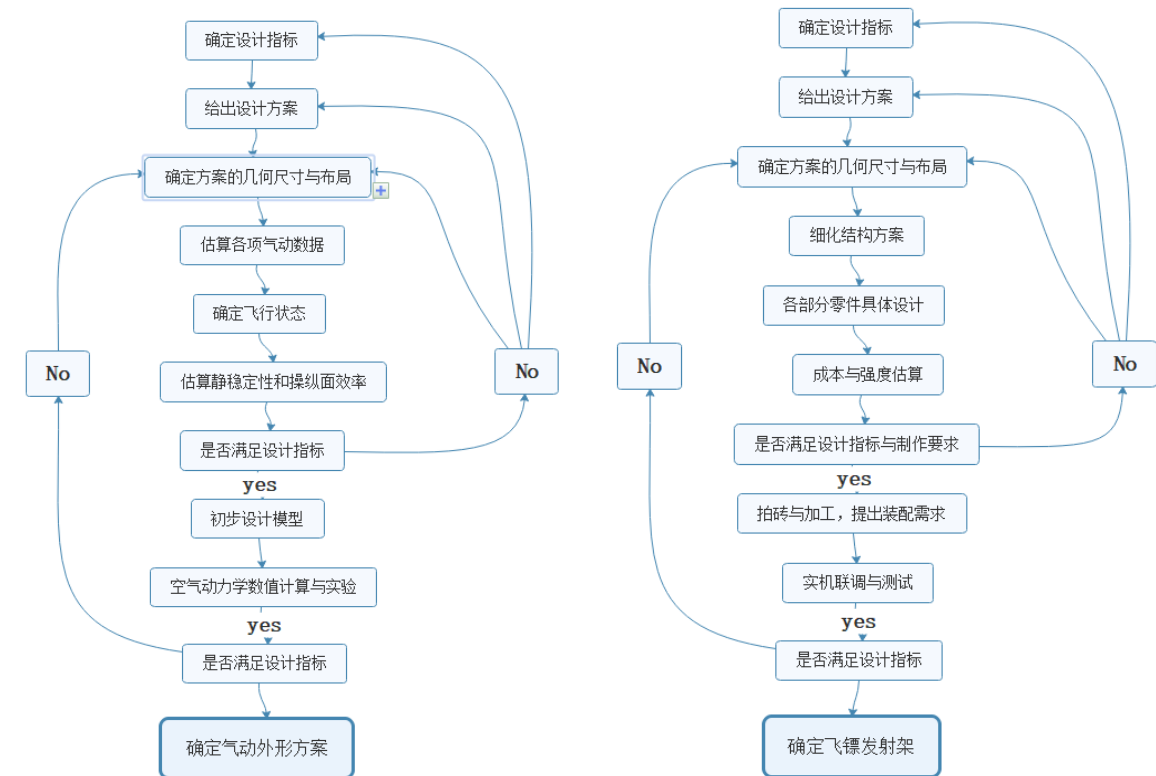 确定设计指标
给出设计方案
确定方案的几何尺寸与布局
估算各项气动数据
确定飞行状态
No
No
估算静稳定性和操纵面效率
是否满足设计指标
yes
初步设计模型
空气动力学数值计算与实验
yes
是否满足设计指标
确定气动外形方案
确定设计指标
给出设计方案
确定方案的几何尺寸与布局
细化结构方案
各部分零件具体设计
No
No
成本与强度估算
是否满足设计指标与制作要求
yes
拍砖与加工，提出装配需求
实机联调与测试
yes
是否满足设计指标
确定飞镖发射架